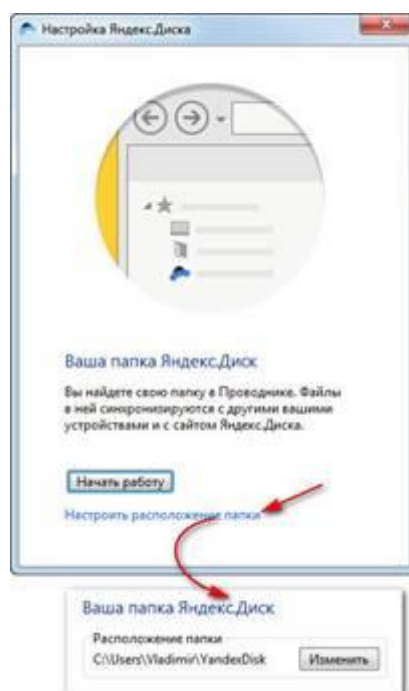 Настройка Яндекс.Диска
Ваша папка Яндекс.Диск
Вы найдете свою папку в Проводнике. Файлы
в ней синхронизируются с другими вашими
устройствами и с сайтом Яндекс.Диска.
Начать работу
Настроить расположение папки
Ваша папка Яндекс.Диск
Расположение папки
C:\Users\Vladimir\YandexDisk
Изменить